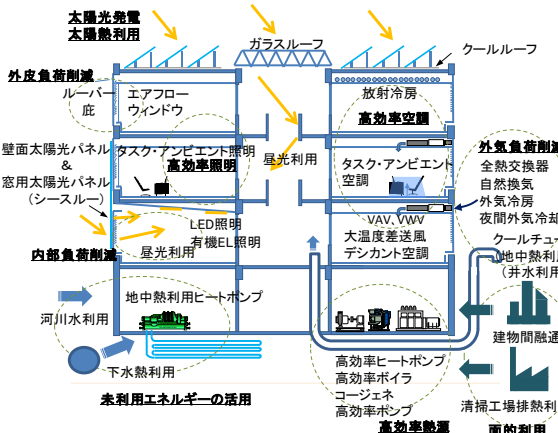 太陽光発電
太陽熱利用
ガラスルーフ
クールルーフ
外皮負荷削減
ルーバー
庇
エアフロー
ウィンドウ
放射冷房
高効率空調
壁面太陽光パネル
&
窓用太陽光パネル
(シースルー)
タスク・アンビエント照明
高効率照明
昼光利用
タスク・アンビエント
空調
外気負荷削減
全熱交換器
自然換気
外気冷房
夜間外気冷却
LED照明
有機EL照明
昼光利用
内部負荷削減
VAV, VWV
大温度差送風
デシカント空調
クールチュー
地中熱利用
(井水利用
地中熱利用ヒートポンプ
河川水利用
下水熱利用
未利用エネルギーの活用
高効率ヒートポンプ
高効率ボイラ
コージェネ
高効率ポンプ
高効率熱源
建物間融通
清掃工場排熱利
面的利用